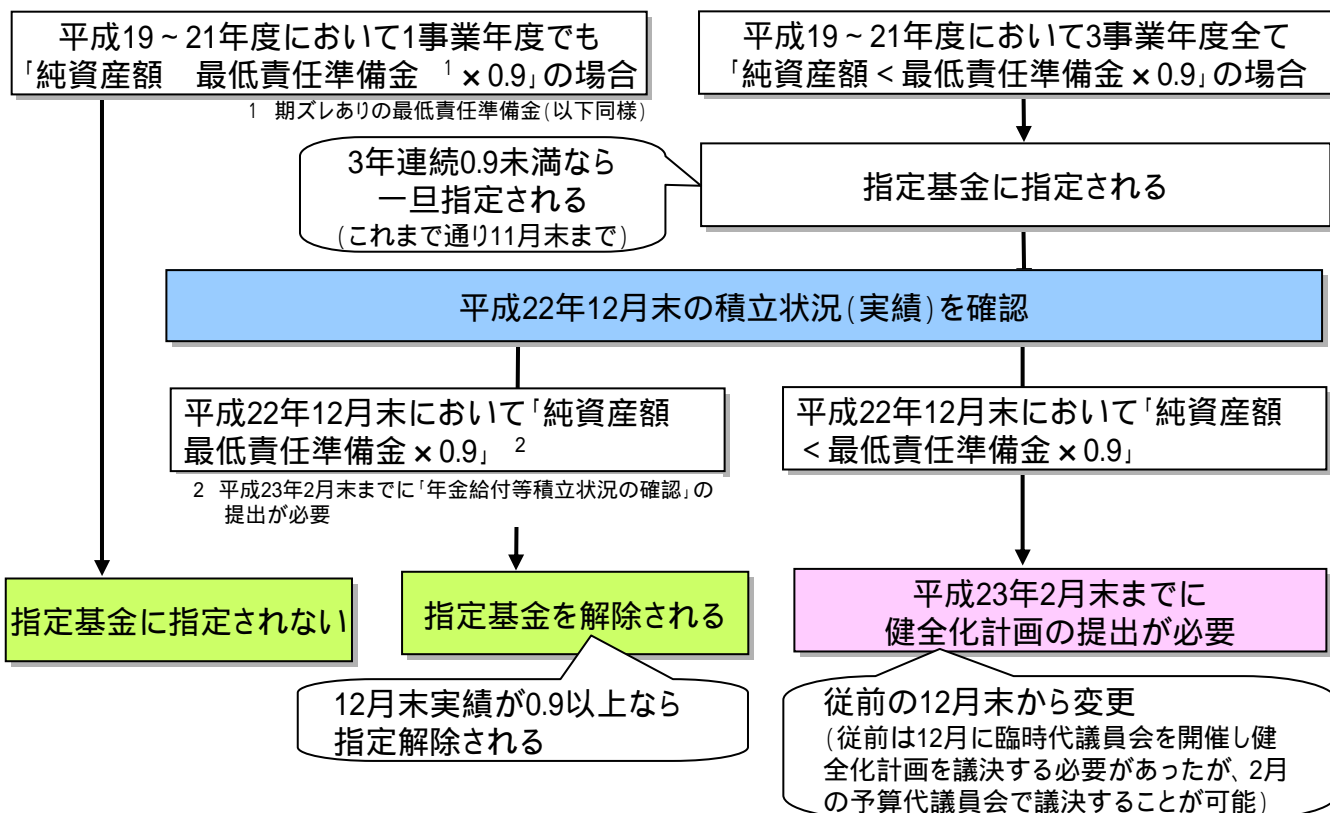 平成19~21年度において1事業年度でも
「純資産額　最低責任準備金　1×0.9」の場合
1　期ズレありの最低責任準備金(以下同様)
平成19~21年度において3事業年度全て
「純資産額<最低責任準備金×0.9」の場合
3年連続0.9未満なら
一旦指定される
(これまで通り11月末まで)
指定基金に指定される
平成22年12月末の積立状況(実績)を確認
平成22年12月末において「純資産額
最低責任準備金×0.9」　2
2　平成23年2月末までに「年金給付等積立状況の確認」の
提出が必要
平成22年12月末において「純資産額
<最低責任準備金×0.9」
指定基金に指定されない
指定基金を解除される
平成23年2月末までに
健全化計画の提出が必要
12月末実績が0.9以上なら
指定解除される
従前の12月末から変更
(従前は12月に臨時代議員会を開催し健
全化計画を議決する必要があったが、2月
の予算代議員会で議決することが可能)